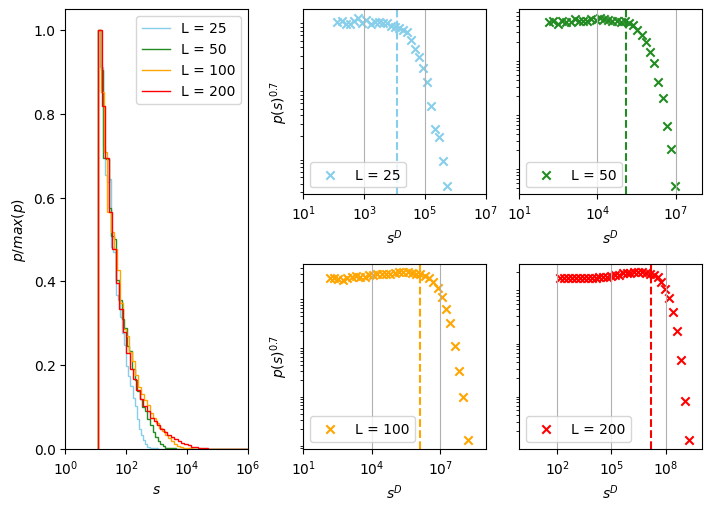 1.0
0.8
0.6
0.4
0.2
0.0
p/max(p)
10^0
10^2
10^4
10^6
s
L = 25
L = 50
L = 100
L = 200
p(s)^0.7
L = 25
10^1
10^3
10^5
10^7
s^D
L = 50
10^1
10^4
10^7
s^D
p(s)^0.7
L = 100
10^1
10^4
10^7
s^D
L = 200
10^2
10^5
10^8
s^D